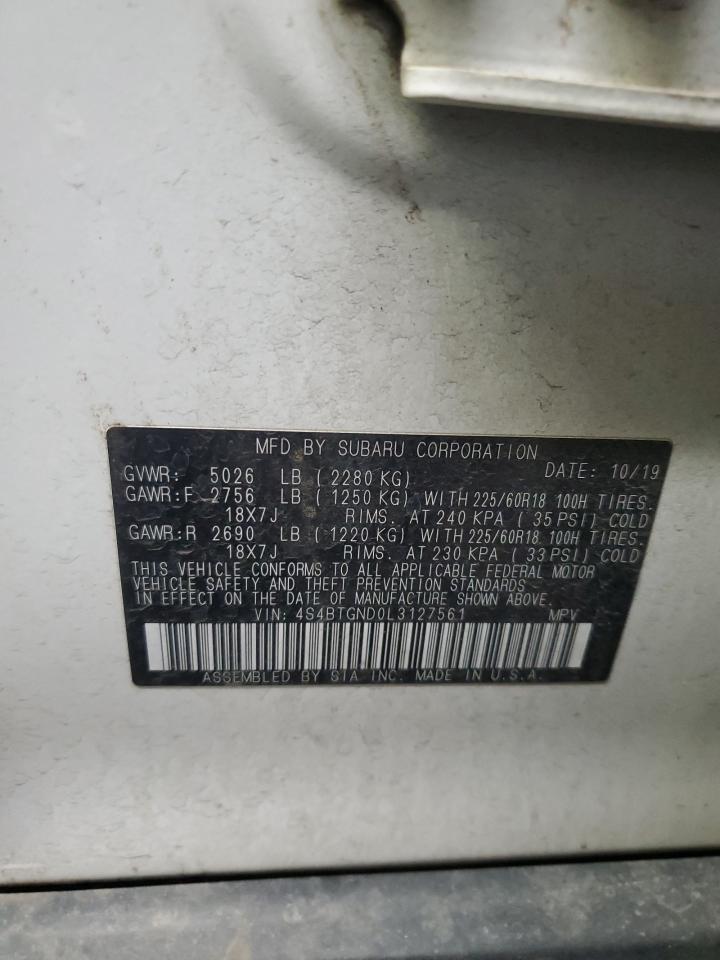 MFD BY SUBARU CORPORATION DATE: 10/19
GVWR: 5026 LB ( 2280 KG)
GAWR:F 2756 LB ( 1250 KG) WITH 225/60R18 100H TIRES.
18X7J RIMS. AT 240 KPA ( 35 PSI) COLD
GAWR:R 2690 LB ( 1220 KG) WITH 225/60R18 100H TIRES.
18X7J RIMS. AT 230 KPA ( 33 PSI) COLD
THIS VEHICLE CONFORMS TO ALL APPLICABLE FEDERAL MOTOR
VEHICLE SAFETY AND THEFT PREVENTION STANDARDS
IN EFFECT ON THE DATE OF MANUFACTURE SHOWN ABOVE.
VIN: 4S4BTGND0L3127561 MPV
ASSEMBLED BY SIA INC. MADE IN U.S.A.